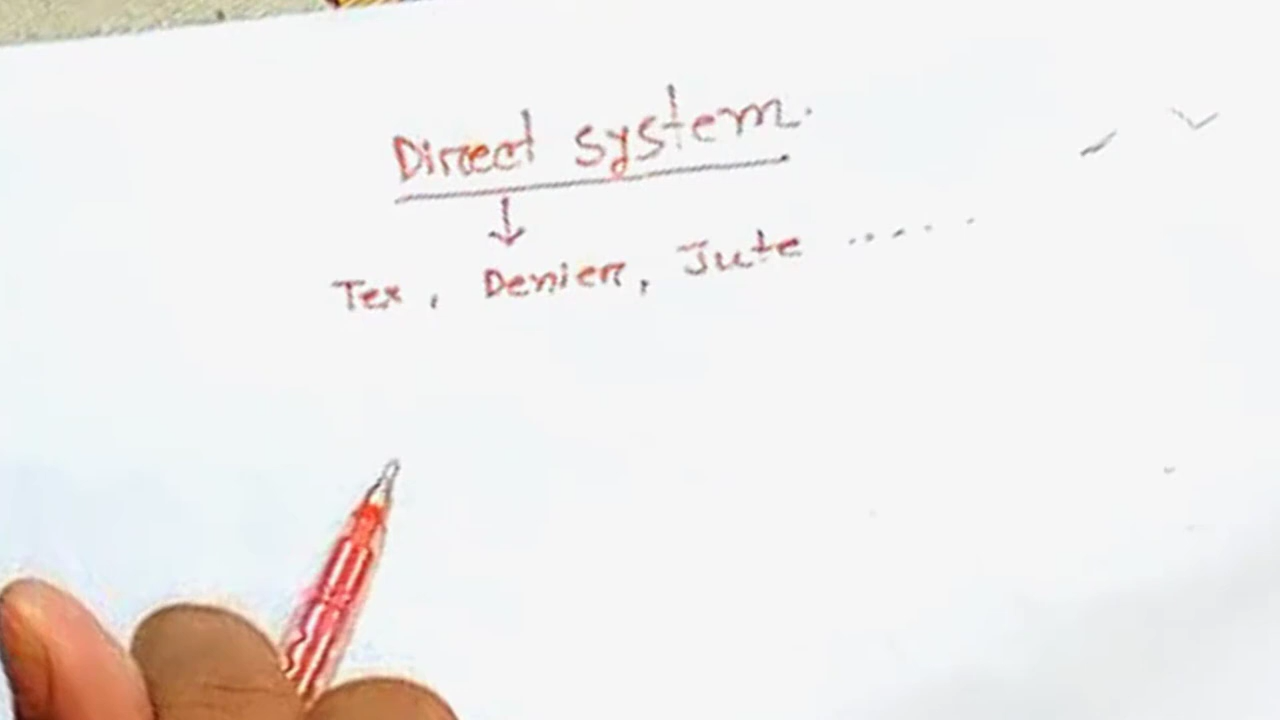 Direct system.
Tex, Denier, Jute .....